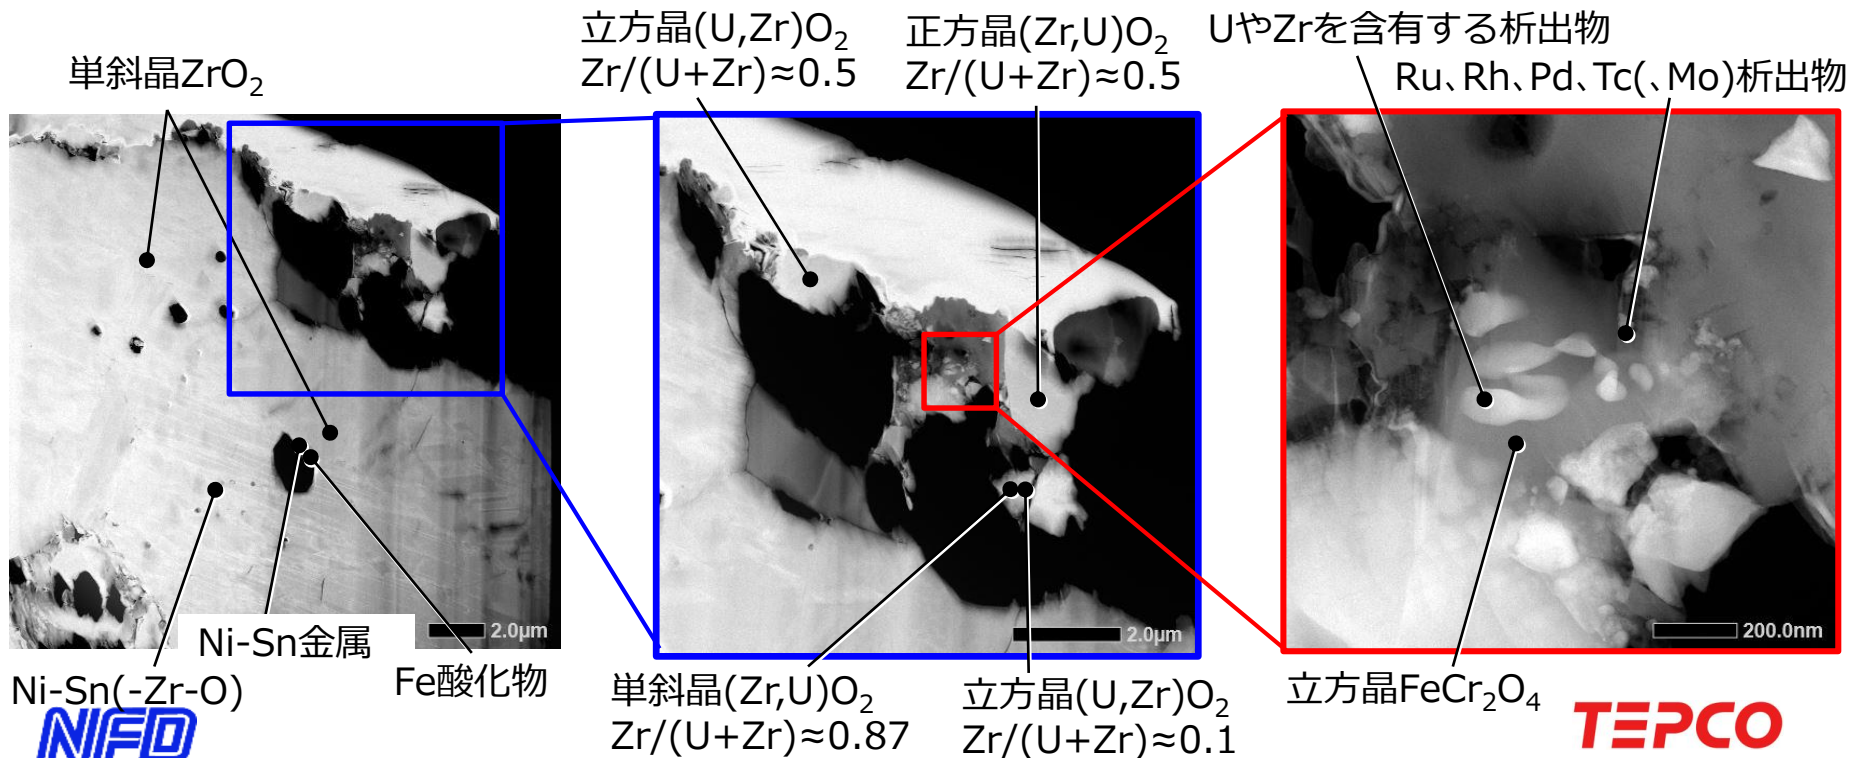 単斜晶ZrO₂
立方晶(U,Zr)O₂
Zr/(U+Zr)≈0.5
正方晶(Zr,U)O₂
Zr/(U+Zr)≈0.5
UやZrを含有する析出物
Ru、Rh、Pd、Tc(、Mo)析出物
2.0μm
2.0μm
200.0nm
Ni-Sn金属
Ni-Sn(-Zr-O)
Fe酸化物
単斜晶(Zr,U)O₂
Zr/(U+Zr)≈0.87
立方晶(U,Zr)O₂
Zr/(U+Zr)≈0.1
立方晶FeCr₂O₄
NFD
TEPCO